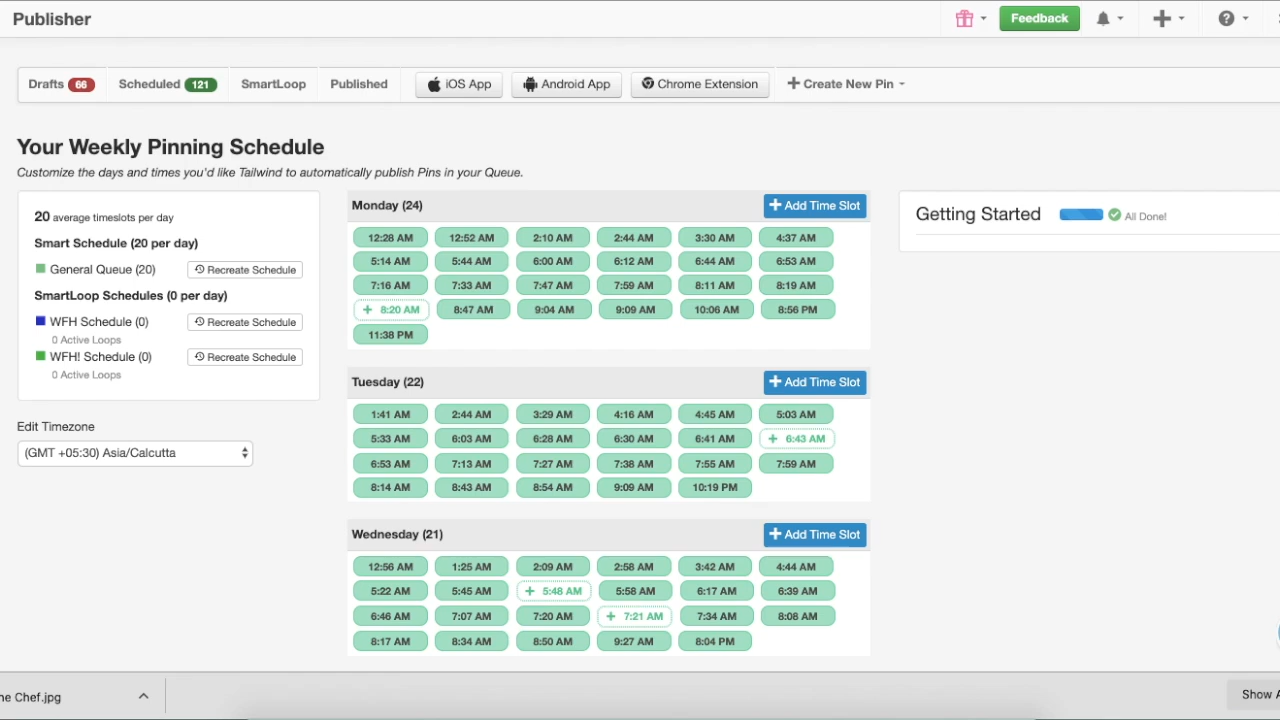 Publisher
Feedback
Drafts 66 Scheduled 121 SmartLoop Published iOS App Android App Chrome Extension + Create New Pin
Your Weekly Pinning Schedule
Customize the days and times you'd like Tailwind to automatically publish Pins in your Queue.
20 average timeslots per day
Smart Schedule (20 per day)
General Queue (20) Recreate Schedule
SmartLoop Schedules (0 per day)
WFH Schedule (0) Recreate Schedule
0 Active Loops
WFH! Schedule (0) Recreate Schedule
0 Active Loops
Edit Timezone
(GMT +05:30) Asia/Calcutta
Monday (24) + Add Time Slot
12:28 AM 12:52 AM 2:10 AM 2:44 AM 3:30 AM 4:37 AM
5:14 AM 5:44 AM 6:00 AM 6:12 AM 6:44 AM 6:53 AM
7:16 AM 7:33 AM 7:47 AM 7:59 AM 8:11 AM 8:19 AM
+ 8:20 AM 8:47 AM 9:04 AM 9:09 AM 10:06 AM 8:56 PM
11:38 PM
Tuesday (22) + Add Time Slot
1:41 AM 2:44 AM 3:29 AM 4:16 AM 4:45 AM 5:03 AM
5:33 AM 6:03 AM 6:28 AM 6:30 AM 6:41 AM + 6:43 AM
6:53 AM 7:13 AM 7:27 AM 7:38 AM 7:55 AM 7:59 AM
8:14 AM 8:43 AM 8:54 AM 9:09 AM 10:19 PM
Wednesday (21) + Add Time Slot
12:56 AM 1:25 AM 2:09 AM 2:58 AM 3:42 AM 4:44 AM
5:22 AM 5:45 AM + 5:48 AM 5:58 AM 6:17 AM 6:39 AM
6:46 AM 7:07 AM 7:20 AM + 7:21 AM 7:34 AM 8:08 AM
8:17 AM 8:34 AM 8:50 AM 9:27 AM 8:04 PM
Getting Started All Done!
ne Chef.jpg
Show A